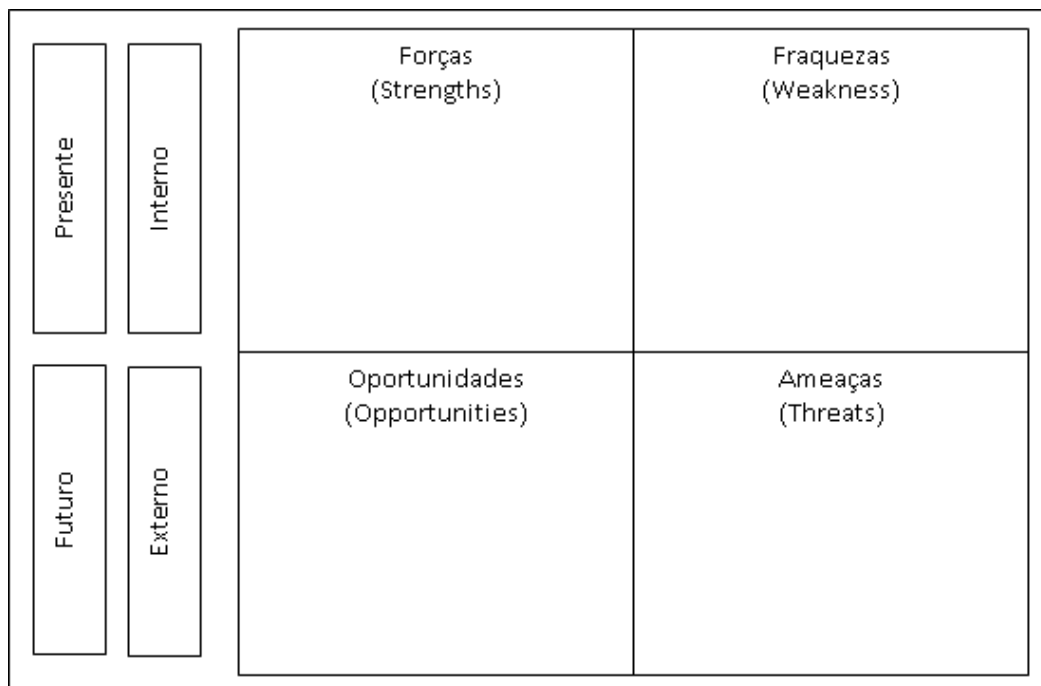 Presente
Interno
Forças
(Strengths)
Fraquezas
(Weakness)
Futuro
Externo
Oportunidades
(Opportunities)
Ameaças
(Threats)